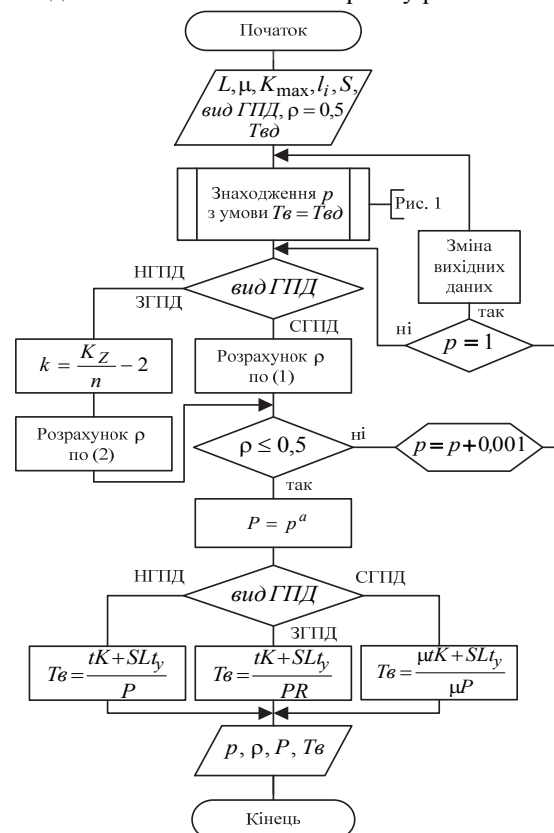 Початок
L, μ, K_max, l_i, S,
вид ГПД, ρ = 0,5
Tвд
Знаходження p
з умови Tв = Tвд
Рис. 1
Зміна
вихідних
даних
НГПД
ЗГПД
вид ГПД
СГПД
ні
так
p = 1
k = K_Z / n − 2
Розрахунок ρ
по (1)
Розрахунок ρ
по (2)
ρ ≤ 0,5
ні
p = p+0,001
так
P = p^a
НГПД
вид ГПД
СГПД
ЗГПД
Tв = (tK + SLt_y) / P
Tв = (tK + SLt_y) / PR
Tв = (μtK + SLt_y) / μP
p, ρ, P, Tв
Кінець